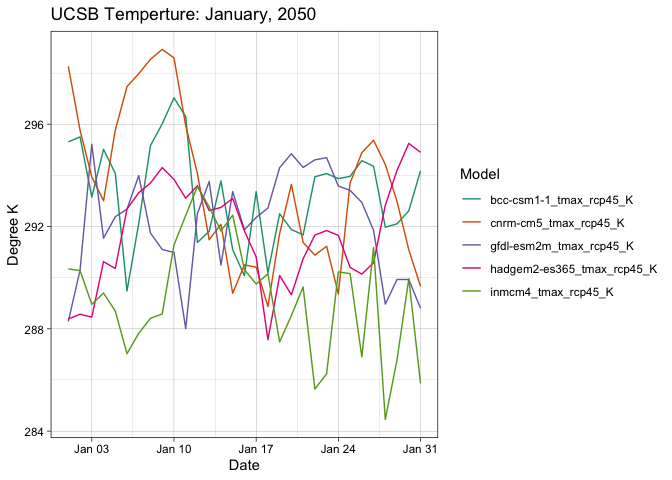 UCSB Temperture: January, 2050
Degree K
296
292
288
284
Jan 03
Jan 10
Jan 17
Jan 24
Jan 31
Date
Model
bcc-csm1-1_tmax_rcp45_K
cnrm-cm5_tmax_rcp45_K
gfdl-esm2m_tmax_rcp45_K
hadgem2-es365_tmax_rcp45_K
inmcm4_tmax_rcp45_K